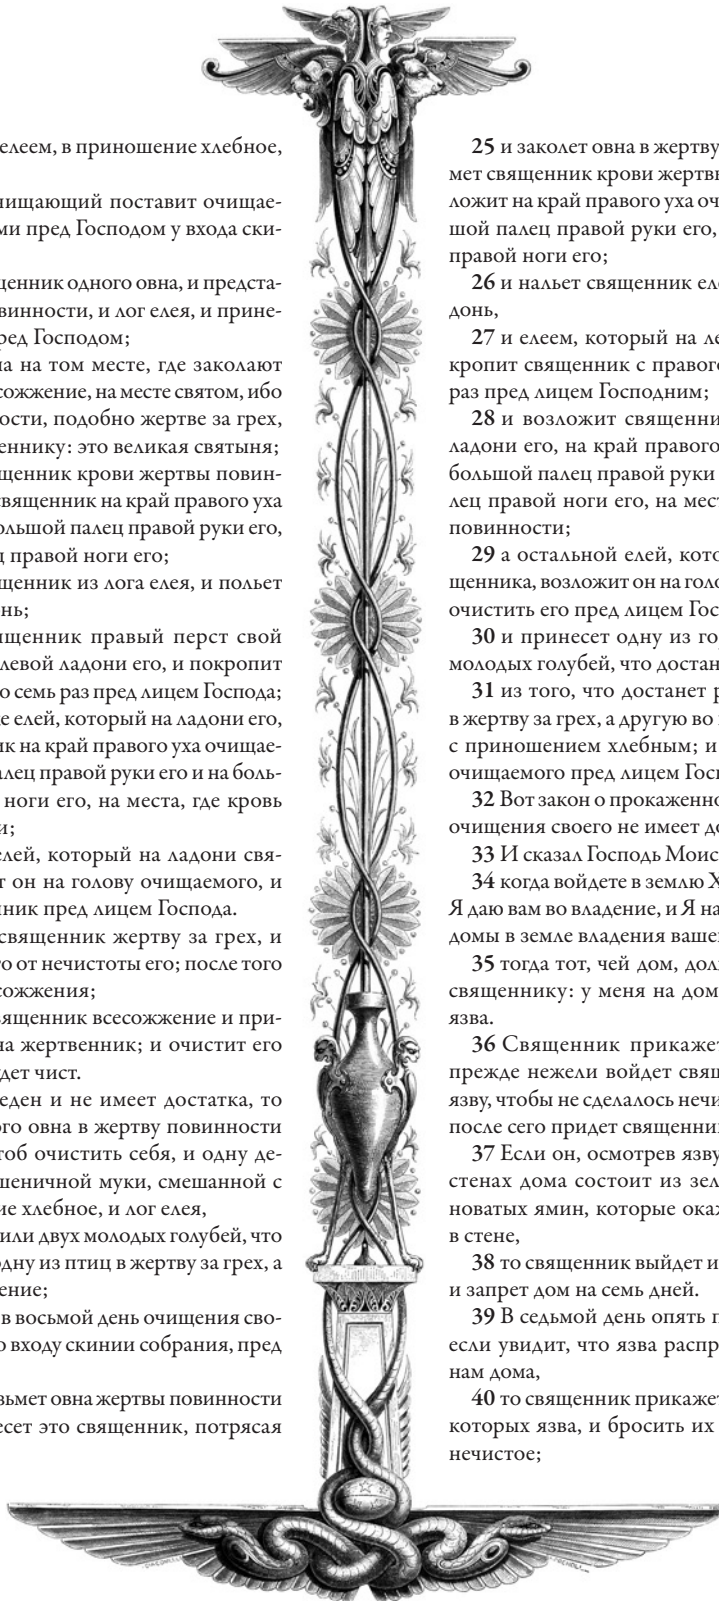 елеем, в приношение хлебное,
чищающий поставит очищае-
ми пред Господом у входа ски-
щенник одного овна, и предста-
винности, и лог елея, и прине-
ред Господом;
на на том месте, где заколают
сожжение, на месте святом, ибо
ости, подобно жертве за грех,
еннику: это великая святыня;
щенник крови жертвы повин-
священник на край правого уха
ольшой палец правой руки его,
ц правой ноги его;
щенник из лога елея, и польет
нь;
щенник правый перст свой
левой ладони его, и покропит
о семь раз пред лицем Господа;
е елей, который на ладони его,
ик на край правого уха очищае-
алец правой руки его и на боль-
ноги его, на места, где кровь
и;
елей, который на ладони свя-
т он на голову очищаемого, и
нник пред лицем Господа.
священник жертву за грех, и
го от нечистоты его; после того
сожжения;
вященник всесожжение и при-
на жертвенник; и очистит его
дет чист.
еден и не имеет достатка, то
ого овна в жертву повинности
тоб очистить себя, и одну де-
шеничной муки, смешанной с
ие хлебное, и лог елея,
или двух молодых голубей, что
одну из птиц в жертву за грех, а
ение;
в восьмой день очищения сво-
о входу скинии собрания, пред
зьмет овна жертвы повинности
есет это священник, потрясая
25 и заколет овна в жертву
мет священник крови жертвы
ложит на край правого уха оч
шой палец правой руки его,
правой ноги его;
26 и нальет священник еле
донь,
27 и елеем, который на ле
кропит священник с правого
раз пред лицем Господним;
28 и возложит священни
ладони его, на край правого
большой палец правой руки
лец правой ноги его, на мест
повинности;
29 а остальной елей, кото
щенника, возложит он на голо
очистить его пред лицем Гос
30 и принесет одну из гор
молодых голубей, что достан
31 из того, что достанет р
в жертву за грех, а другую во
с приношением хлебным; и
очищаемого пред лицем Госп
32 Вот закон о прокаженно
очищения своего не имеет до
33 И сказал Господь Моис
34 когда войдете в землю Х
Я даю вам во владение, и Я на
домы в земле владения вашег
35 тогда тот, чей дом, дол
священнику: у меня на дом
язва.
36 Священник прикажет
прежде нежели войдет свящ
язву, чтобы не сделалось нечи
после сего придет священник
37 Если он, осмотрев язву
стенах дома состоит из зел
новатых ямин, которые ока
в стене,
38 то священник выйдет и
и запрет дом на семь дней.
39 В седьмой день опять п
если увидит, что язва распр
нам дома,
40 то священник прикажет
которых язва, и бросить их
нечистое;